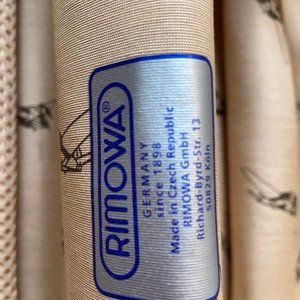 RIMOWA®
GERMANY
since 1898
Made in Czech Republic
RIMOWA GmbH
Richard-Byrd-Str. 13
50829 Köln